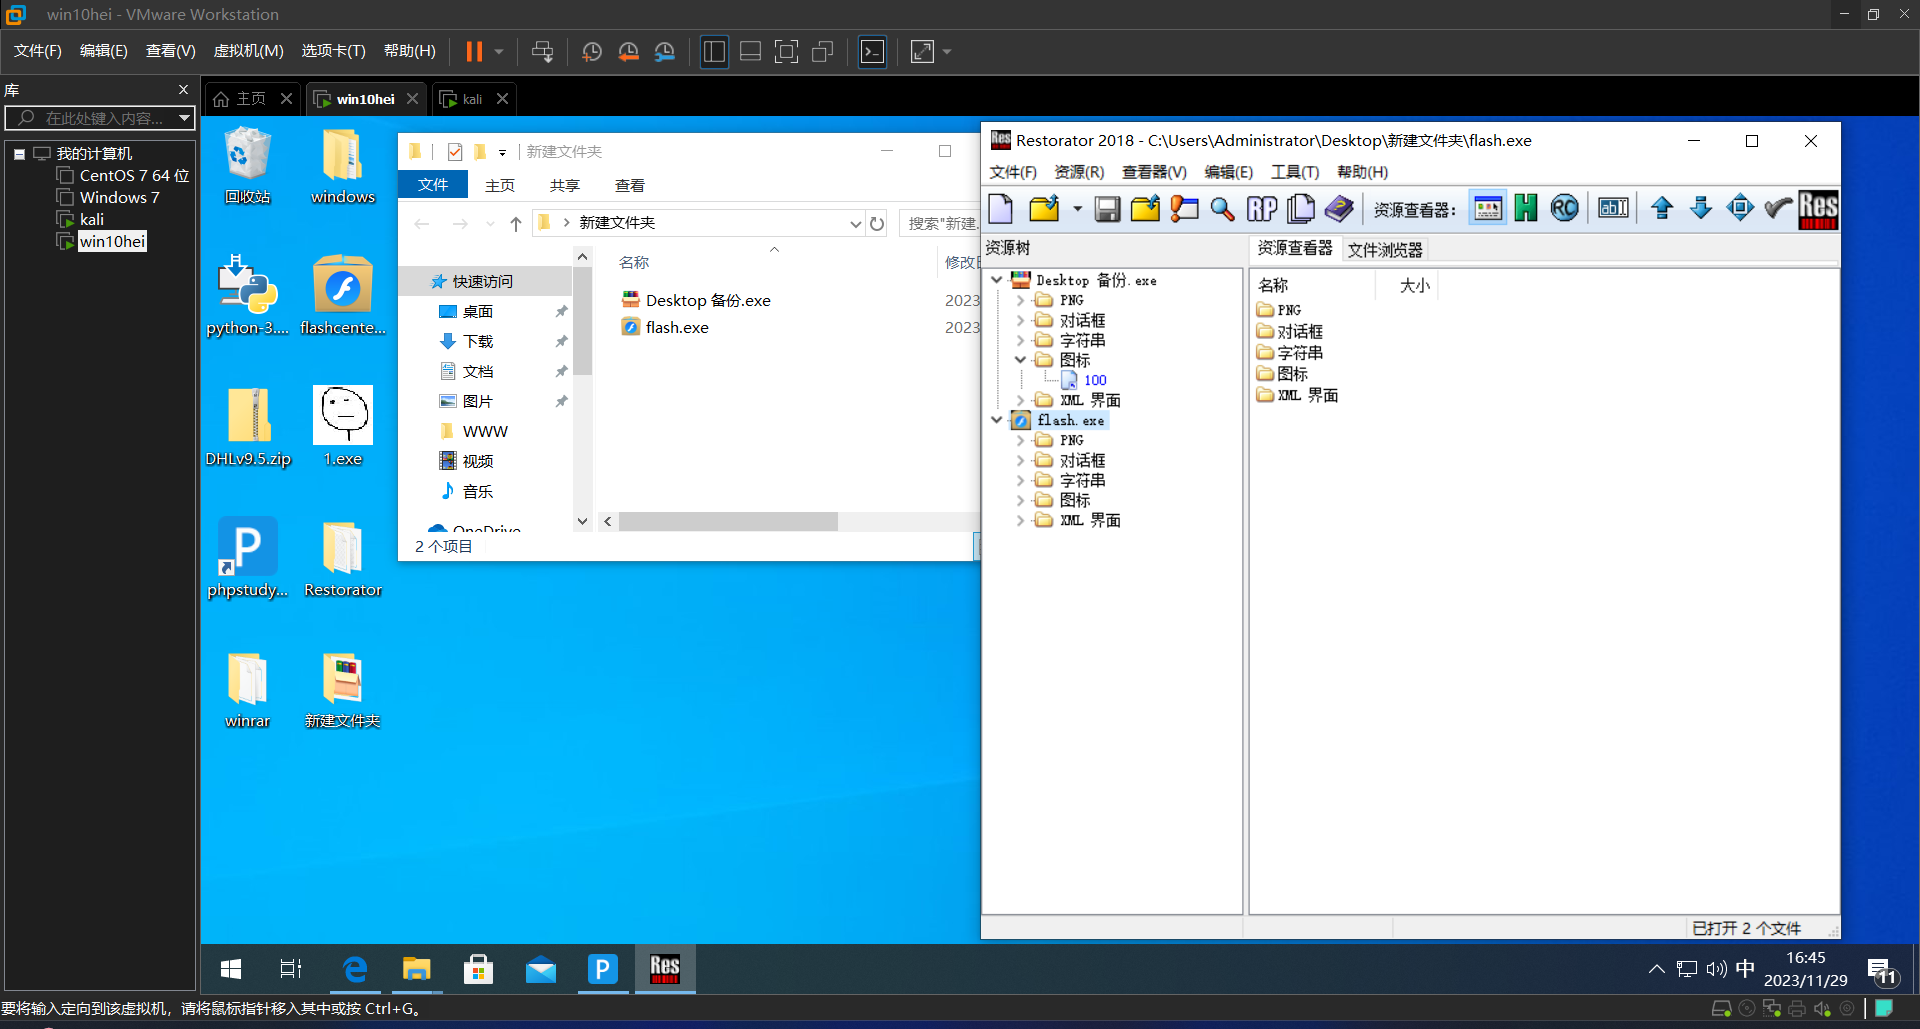 win10hei - VMware Workstation
文件(F) 编辑(E) 查看(V) 虚拟机(M) 选项卡(T) 帮助(H)
库
在此处键入内容...
我的计算机
CentOS 7 64 位
Windows 7
kali
win10hei
主页
win10hei
kali
回收站
windows
python-3....
flashcente...
DHLv9.5.zip
1.exe
phpstudy...
Restorator
winrar
新建文件夹
新建文件夹
文件 主页 共享 查看
新建文件夹
搜索"新建...
名称
修改日
快速访问
桌面
下载
文档
图片
WWW
视频
音乐
OneDrive
Desktop 备份.exe 2023
flash.exe 2023
2 个项目
Restorator 2018 - C:\Users\Administrator\Desktop\新建文件夹\flash.exe
文件(F) 资源(R) 查看器(V) 编辑(E) 工具(T) 帮助(H)
RP
资源查看器:
H
RC
abI
Res
资源树
资源查看器 文件浏览器
Desktop 备份.exe
PNG
对话框
字符串
图标
100
XML 界面
flash.exe
PNG
对话框
字符串
图标
XML 界面
名称 大小
PNG
对话框
字符串
图标
XML 界面
已打开 2 个文件
P
Res
中
16:45
2023/11/29
11
要将输入定向到该虚拟机，请将鼠标指针移入其中或按 Ctrl+G。